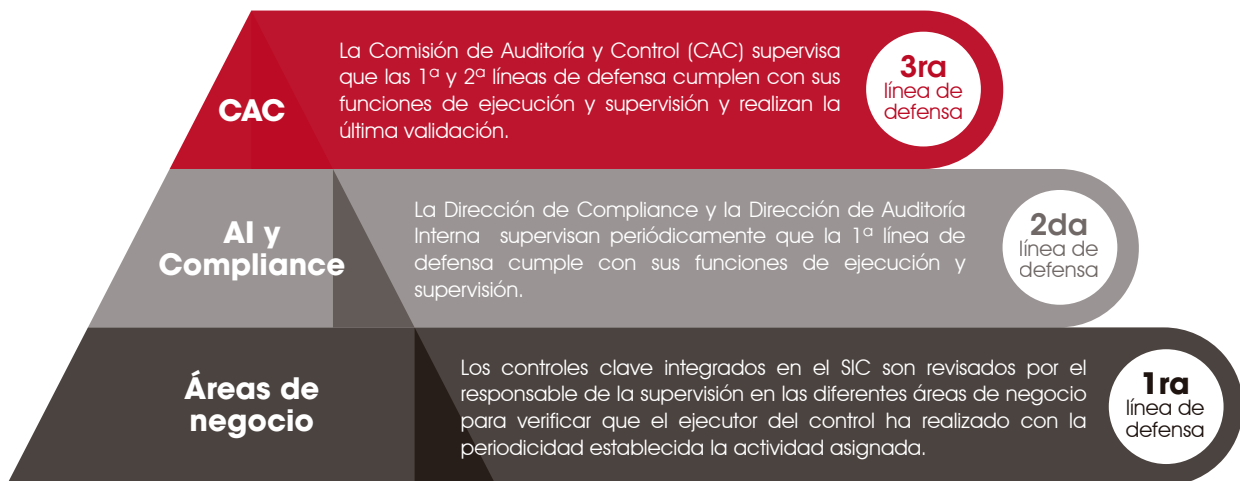 CAC
La Comisión de Auditoría y Control (CAC) supervisa
que las 1ª y 2ª líneas de defensa cumplen con sus
funciones de ejecución y supervisión y realizan la
última validación.
3ra
línea de
defensa
AI y
Compliance
La Dirección de Compliance y la Dirección de Auditoría
Interna supervisan periódicamente que la 1ª línea de
defensa cumple con sus funciones de ejecución y
supervisión.
2da
línea de
defensa
Áreas de
negocio
Los controles clave integrados en el SIC son revisados por el
responsable de la supervisión en las diferentes áreas de negocio
para verificar que el ejecutor del control ha realizado con la
periodicidad establecida la actividad asignada.
1ra
línea de
defensa